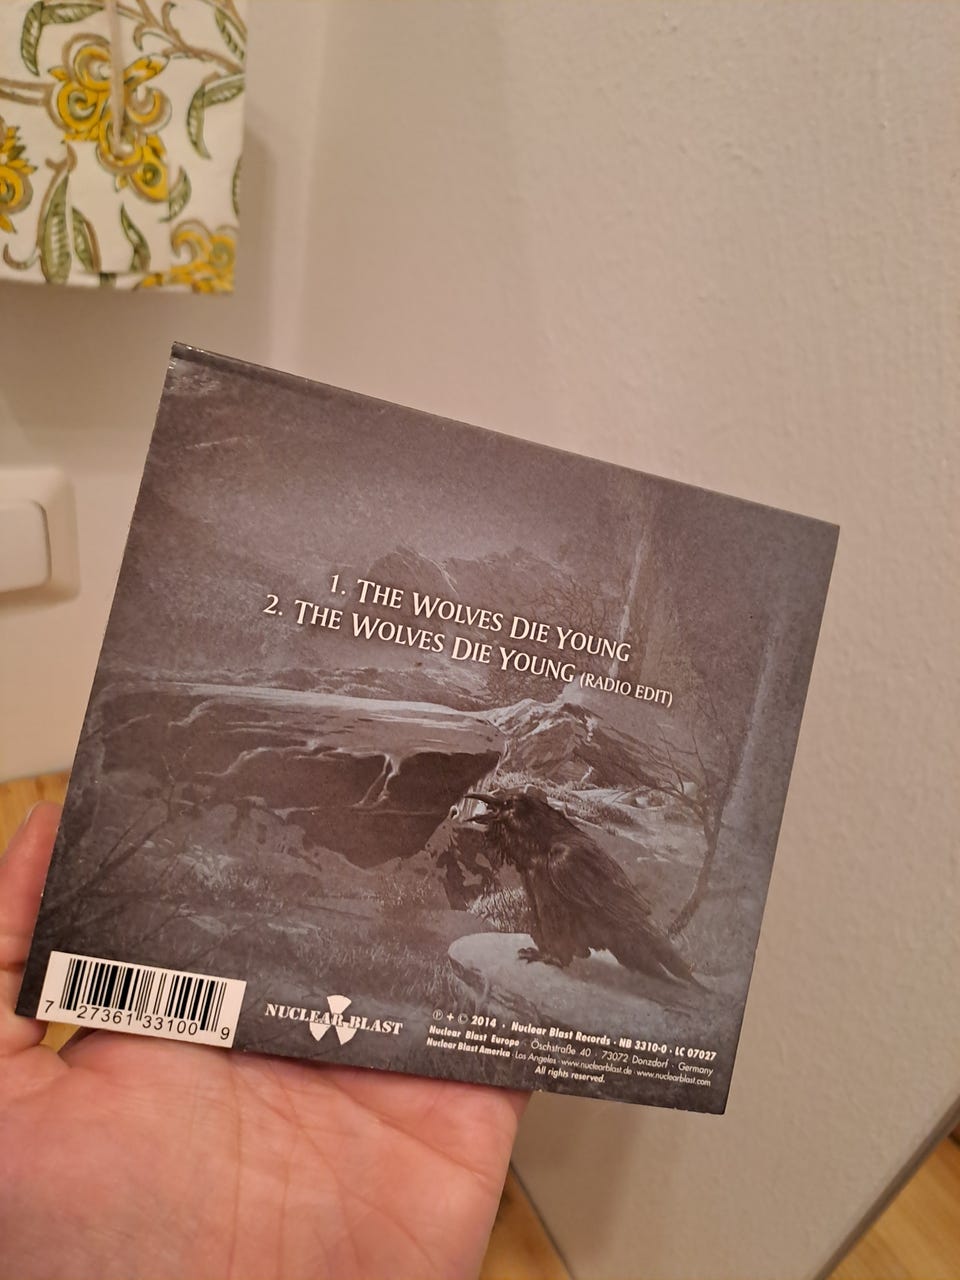 1. THE WOLVES DIE YOUNG
2. THE WOLVES DIE YOUNG (RADIO EDIT)
7 27361 33100 9
NUCLEAR BLAST
℗ + © 2014 · Nuclear Blast Records · NB 3310-0 · LC 07027
Nuclear Blast Europe · Öschstraße 40 · 73072 Donzdorf · Germany
Nuclear Blast America · Los Angeles · www.nuclearblast.de · www.nuclearblast.com
All rights reserved.